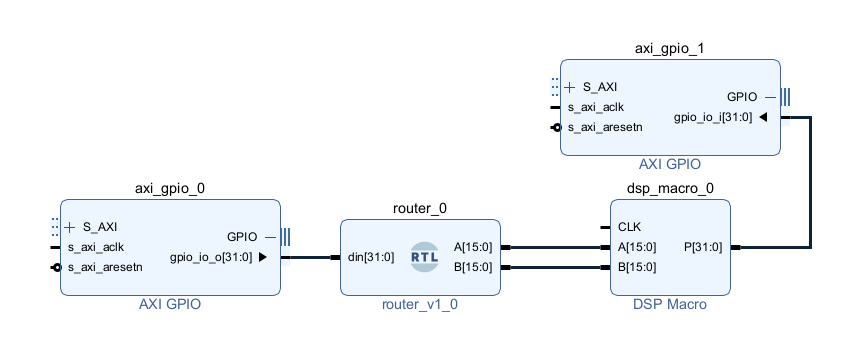 axi_gpio_1
S_AXI
GPIO
s_axi_aclk
gpio_io_i[31:0]
s_axi_aresetn
AXI GPIO
axi_gpio_0
S_AXI
GPIO
s_axi_aclk
gpio_io_o[31:0]
s_axi_aresetn
AXI GPIO
router_0
din[31:0]
RTL
A[15:0]
B[15:0]
router_v1_0
dsp_macro_0
CLK
A[15:0]
P[31:0]
B[15:0]
DSP Macro